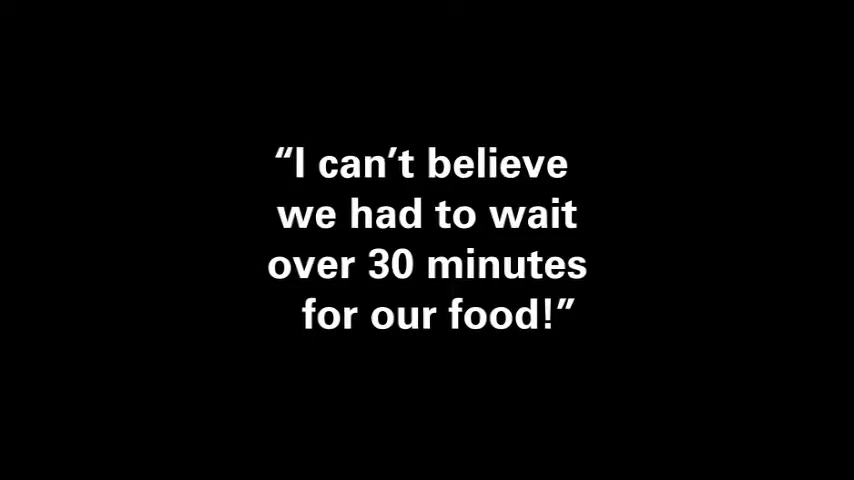 “I can’t believe
we had to wait
over 30 minutes
for our food!”